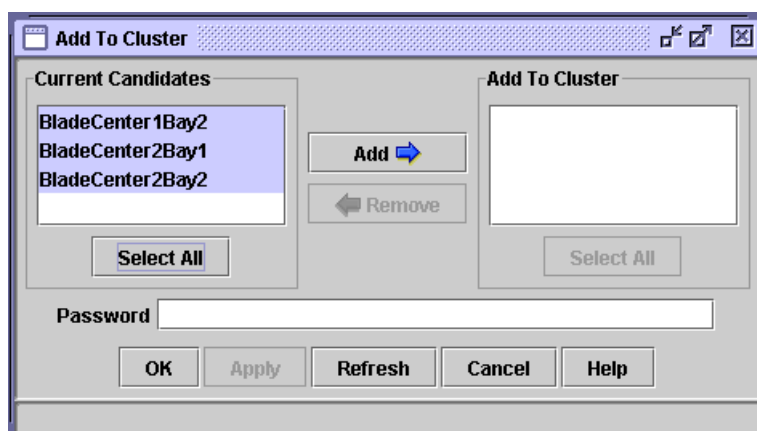 Add To Cluster
Current Candidates
BladeCenter1Bay2
BladeCenter2Bay1
BladeCenter2Bay2
Select All
Add
Remove
Add To Cluster
Select All
Password
OK Apply Refresh Cancel Help